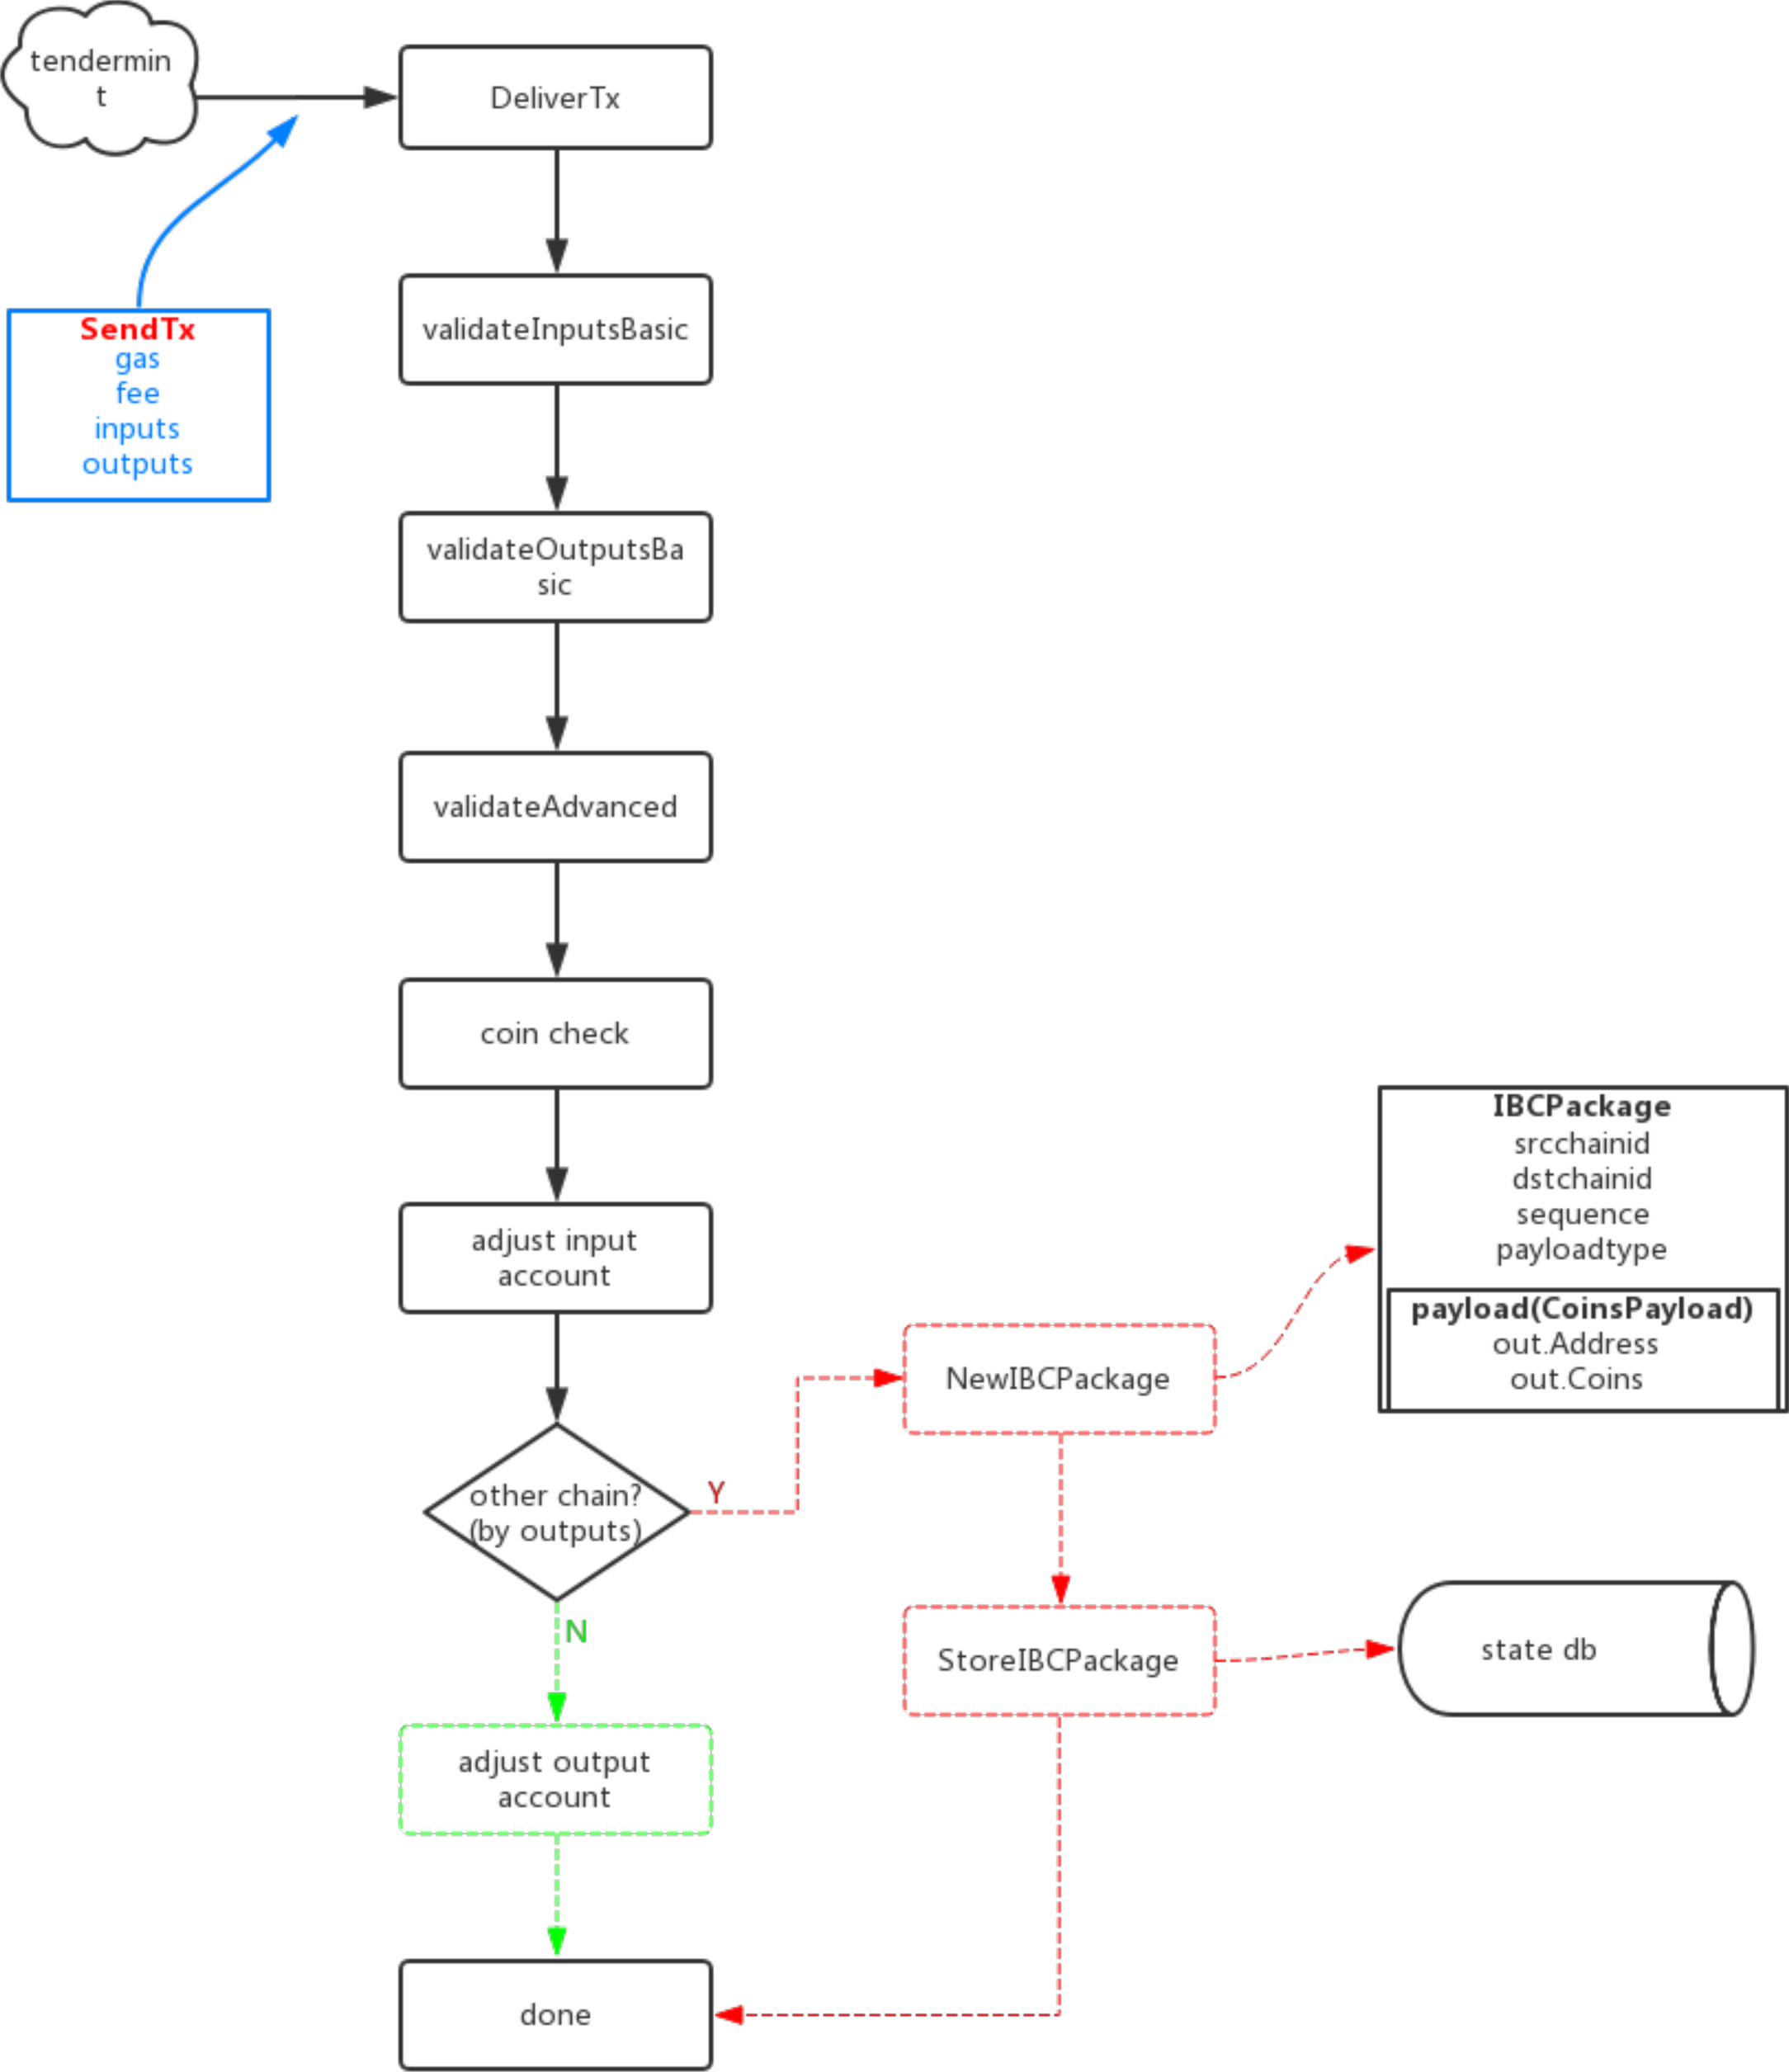 tendermin
t
DeliverTx
SendTx
gas
fee
inputs
outputs
validateInputsBasic
validateOutputsBa
sic
validateAdvanced
coin check
adjust input
account
other chain?
(by outputs)
Y
N
NewIBCPackage
IBCPackage
srcchainid
dstchainid
sequence
payloadtype
payload(CoinsPayload)
out.Address
out.Coins
StoreIBCPackage
state db
adjust output
account
done